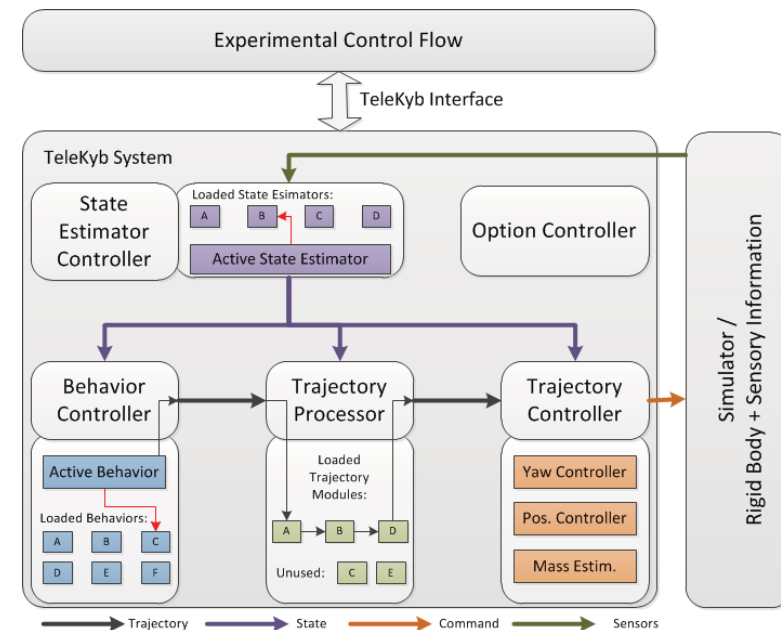 Experimental Control Flow
TeleKyb Interface
TeleKyb System
State
Estimator
Controller
Loaded State Esimators:
A B C D
Active State Estimator
Option Controller
Simulator /
Rigid Body + Sensory Information
Behavior
Controller
Active Behavior
Loaded Behaviors:
A B C
D E F
Trajectory
Processor
Loaded
Trajectory
Modules:
A B D
Unused: C E
Trajectory
Controller
Yaw Controller
Pos. Controller
Mass Estim.
Trajectory State Command Sensors